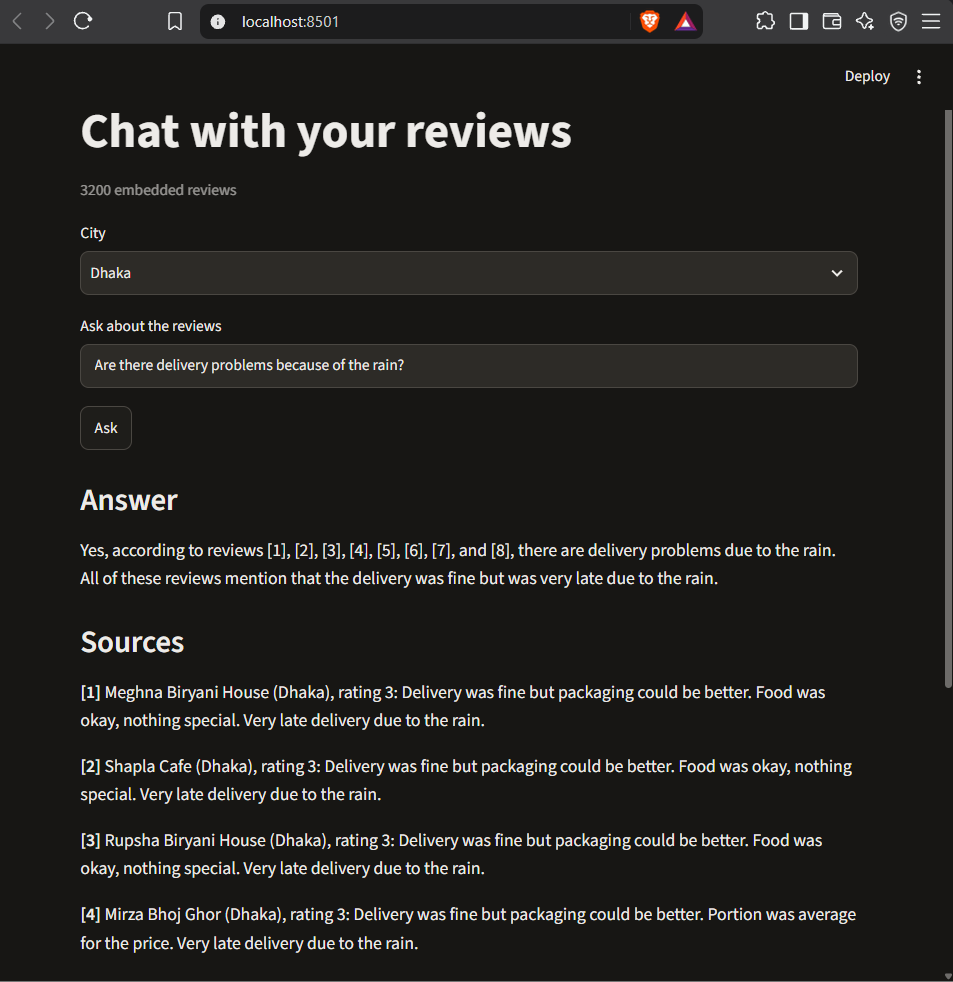 localhost:8501
Deploy
Chat with your reviews
3200 embedded reviews
City
Dhaka
Ask about the reviews
Are there delivery problems because of the rain?
Ask
Answer
Yes, according to reviews [1], [2], [3], [4], [5], [6], [7], and [8], there are delivery problems due to the rain.
All of these reviews mention that the delivery was fine but was very late due to the rain.
Sources
[1] Meghna Biryani House (Dhaka), rating 3: Delivery was fine but packaging could be better. Food was
okay, nothing special. Very late delivery due to the rain.
[2] Shapla Cafe (Dhaka), rating 3: Delivery was fine but packaging could be better. Food was okay, nothing
special. Very late delivery due to the rain.
[3] Rupsha Biryani House (Dhaka), rating 3: Delivery was fine but packaging could be better. Food was
okay, nothing special. Very late delivery due to the rain.
[4] Mirza Bhoj Ghor (Dhaka), rating 3: Delivery was fine but packaging could be better. Portion was average
for the price. Very late delivery due to the rain.